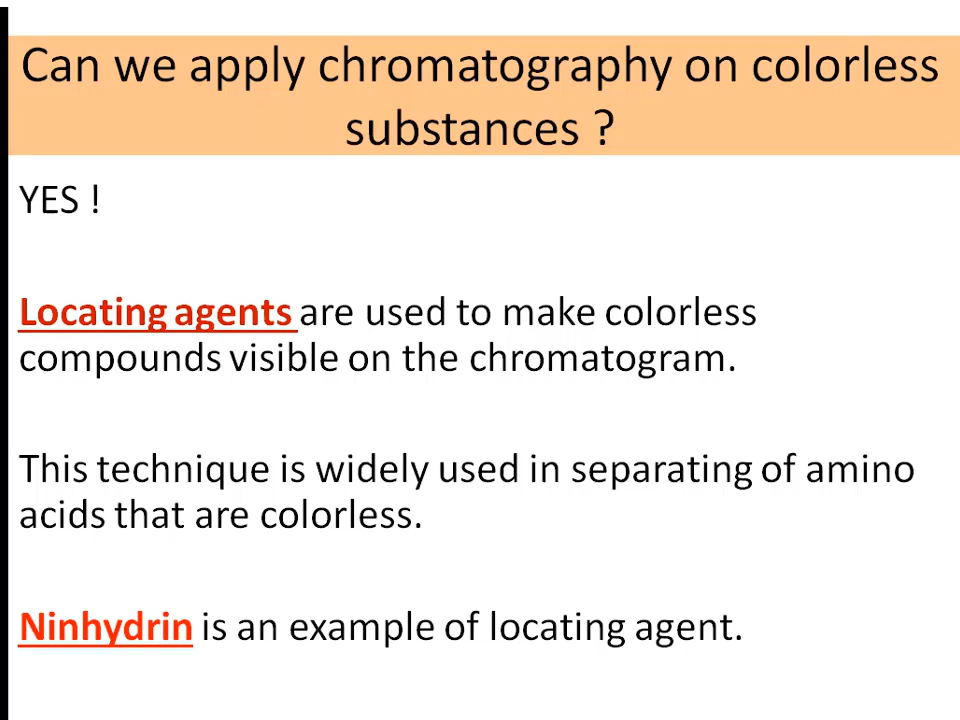 Can we apply chromatography on colorless
substances ?
YES !
Locating agents are used to make colorless
compounds visible on the chromatogram.
This technique is widely used in separating of amino
acids that are colorless.
Ninhydrin is an example of locating agent.